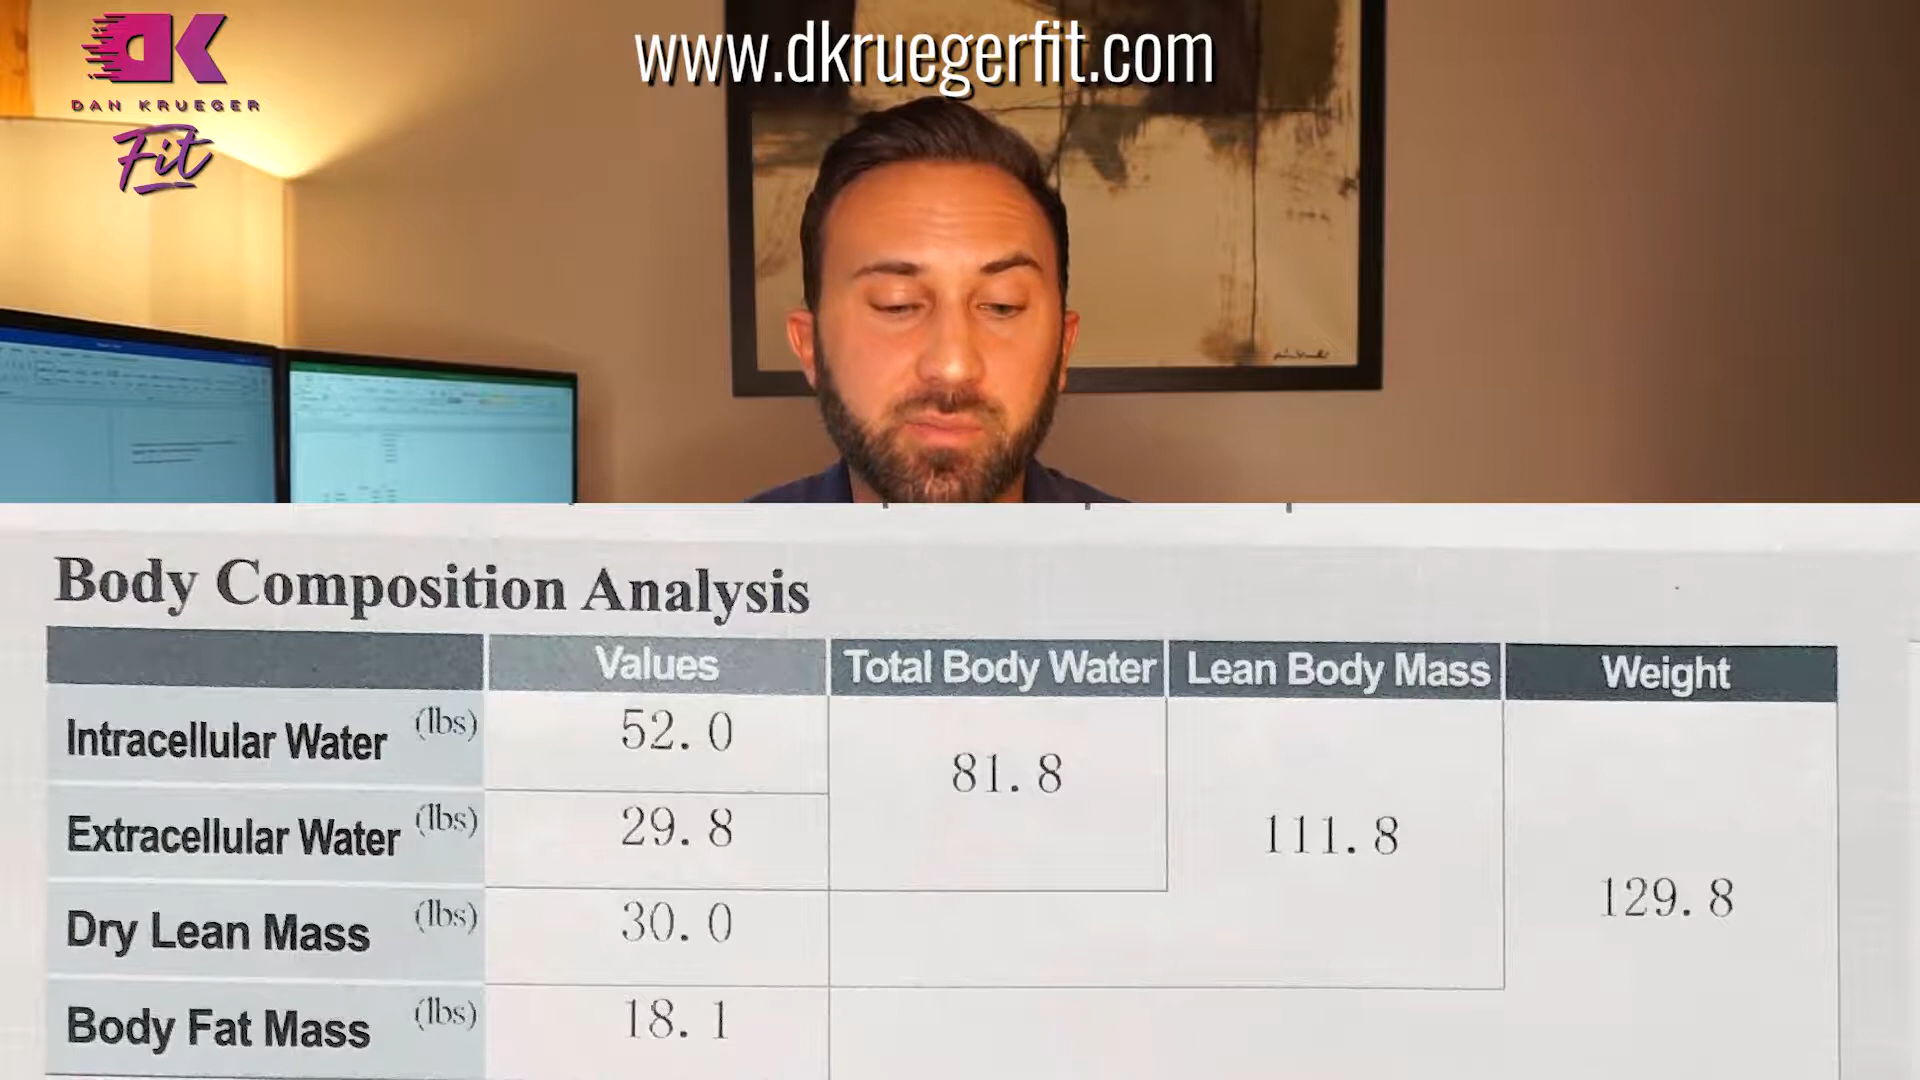 www.dkruegerfit.com
DK
DAN KRUEGER
Fit
Body Composition Analysis
Values Total Body Water Lean Body Mass Weight
Intracellular Water (lbs) 52.0 81.8 111.8 129.8
Extracellular Water (lbs) 29.8
Dry Lean Mass (lbs) 30.0
Body Fat Mass (lbs) 18.1